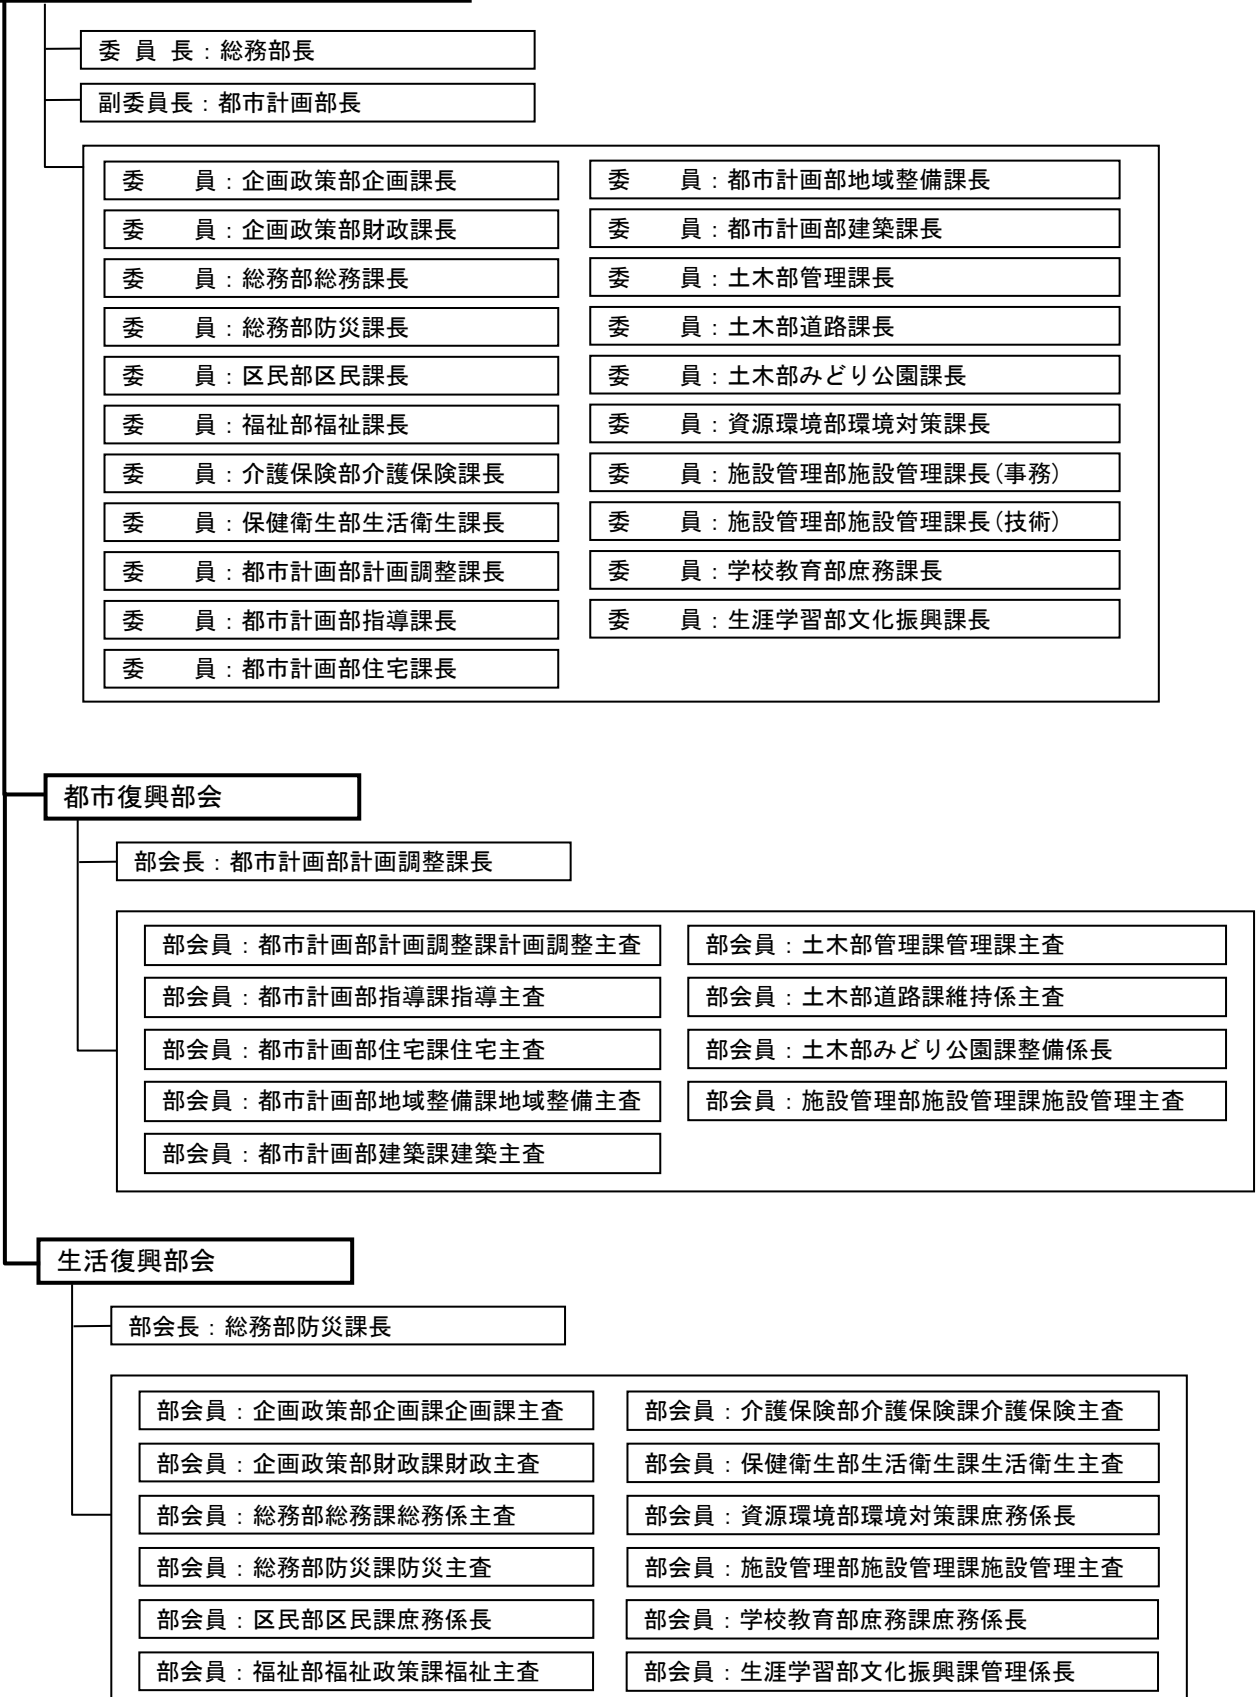 委 員 長：総務部長
副委員長：都市計画部長
委　　員：企画政策部企画課長
委　　員：企画政策部財政課長
委　　員：総務部総務課長
委　　員：総務部防災課長
委　　員：区民部区民課長
委　　員：福祉部福祉課長
委　　員：介護保険部介護保険課長
委　　員：保健衛生部生活衛生課長
委　　員：都市計画部計画調整課長
委　　員：都市計画部指導課長
委　　員：都市計画部住宅課長
委　　員：都市計画部地域整備課長
委　　員：都市計画部建築課長
委　　員：土木部管理課長
委　　員：土木部道路課長
委　　員：土木部みどり公園課長
委　　員：資源環境部環境対策課長
委　　員：施設管理部施設管理課長(事務)
委　　員：施設管理部施設管理課長(技術)
委　　員：学校教育部庶務課長
委　　員：生涯学習部文化振興課長
都市復興部会
部会長：都市計画部計画調整課長
部会員：都市計画部計画調整課計画調整主査
部会員：都市計画部指導課指導主査
部会員：都市計画部住宅課住宅主査
部会員：都市計画部地域整備課地域整備主査
部会員：都市計画部建築課建築主査
部会員：土木部管理課管理課主査
部会員：土木部道路課維持係主査
部会員：土木部みどり公園課整備係長
部会員：施設管理部施設管理課施設管理主査
生活復興部会
部会長：総務部防災課長
部会員：企画政策部企画課企画課主査
部会員：企画政策部財政課財政主査
部会員：総務部総務課総務係主査
部会員：総務部防災課防災主査
部会員：区民部区民課庶務係長
部会員：福祉部福祉政策課福祉主査
部会員：介護保険部介護保険課介護保険主査
部会員：保健衛生部生活衛生課生活衛生主査
部会員：資源環境部環境対策課庶務係長
部会員：施設管理部施設管理課施設管理主査
部会員：学校教育部庶務課庶務係長
部会員：生涯学習部文化振興課管理係長